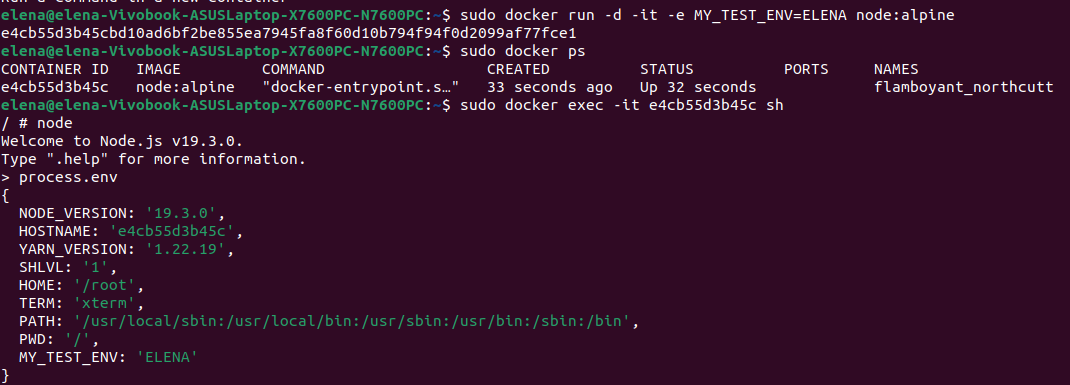 Run a command in a new container
elena@elena-Vivobook-ASUSLaptop-X7600PC-N7600PC:~$ sudo docker run -d -it -e MY_TEST_ENV=ELENA node:alpine
e4cb55d3b45cbd10ad6bf2be855ea7945fa8f60d10b794f94f0d2099af77fce1
elena@elena-Vivobook-ASUSLaptop-X7600PC-N7600PC:~$ sudo docker ps
CONTAINER ID   IMAGE         COMMAND                  CREATED          STATUS          PORTS     NAMES
e4cb55d3b45c   node:alpine   "docker-entrypoint.s…"   33 seconds ago   Up 32 seconds             flamboyant_northcutt
elena@elena-Vivobook-ASUSLaptop-X7600PC-N7600PC:~$ sudo docker exec -it e4cb55d3b45c sh
/ # node
Welcome to Node.js v19.3.0.
Type ".help" for more information.
> process.env
{
  NODE_VERSION: '19.3.0',
  HOSTNAME: 'e4cb55d3b45c',
  YARN_VERSION: '1.22.19',
  SHLVL: '1',
  HOME: '/root',
  TERM: 'xterm',
  PATH: '/usr/local/sbin:/usr/local/bin:/usr/sbin:/usr/bin:/sbin:/bin',
  PWD: '/',
  MY_TEST_ENV: 'ELENA'
}